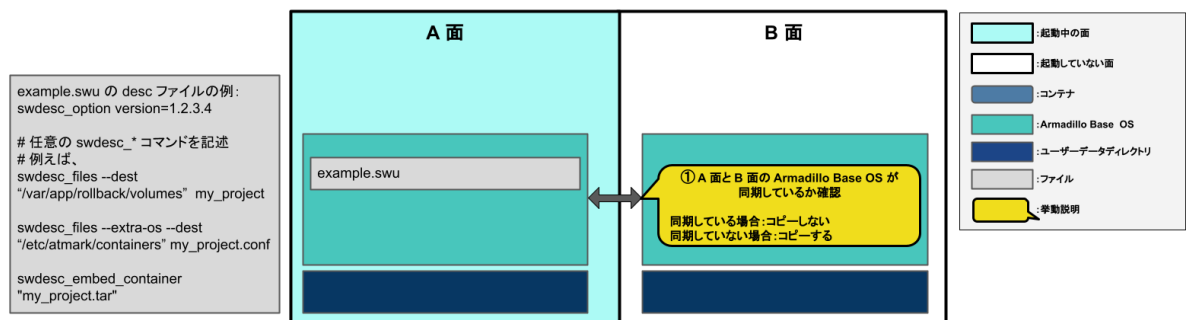 example.swu の desc ファイルの例：
swdesc_option version=1.2.3.4
# 任意の swdesc_* コマンドを記述
# 例えば、
swdesc_files --dest
“/var/app/rollback/volumes” my_project
swdesc_files --extra-os --dest
“/etc/atmark/containers” my_project.conf
swdesc_embed_container
"my_project.tar"
A 面
example.swu
B 面
① A 面と B 面の Armadillo Base OS が
同期しているか確認
同期している場合：コピーしない
同期していない場合：コピーする
：起動中の面
：起動していない面
：コンテナ
：Armadillo Base OS
：ユーザーデータディレクトリ
：ファイル
：挙動説明